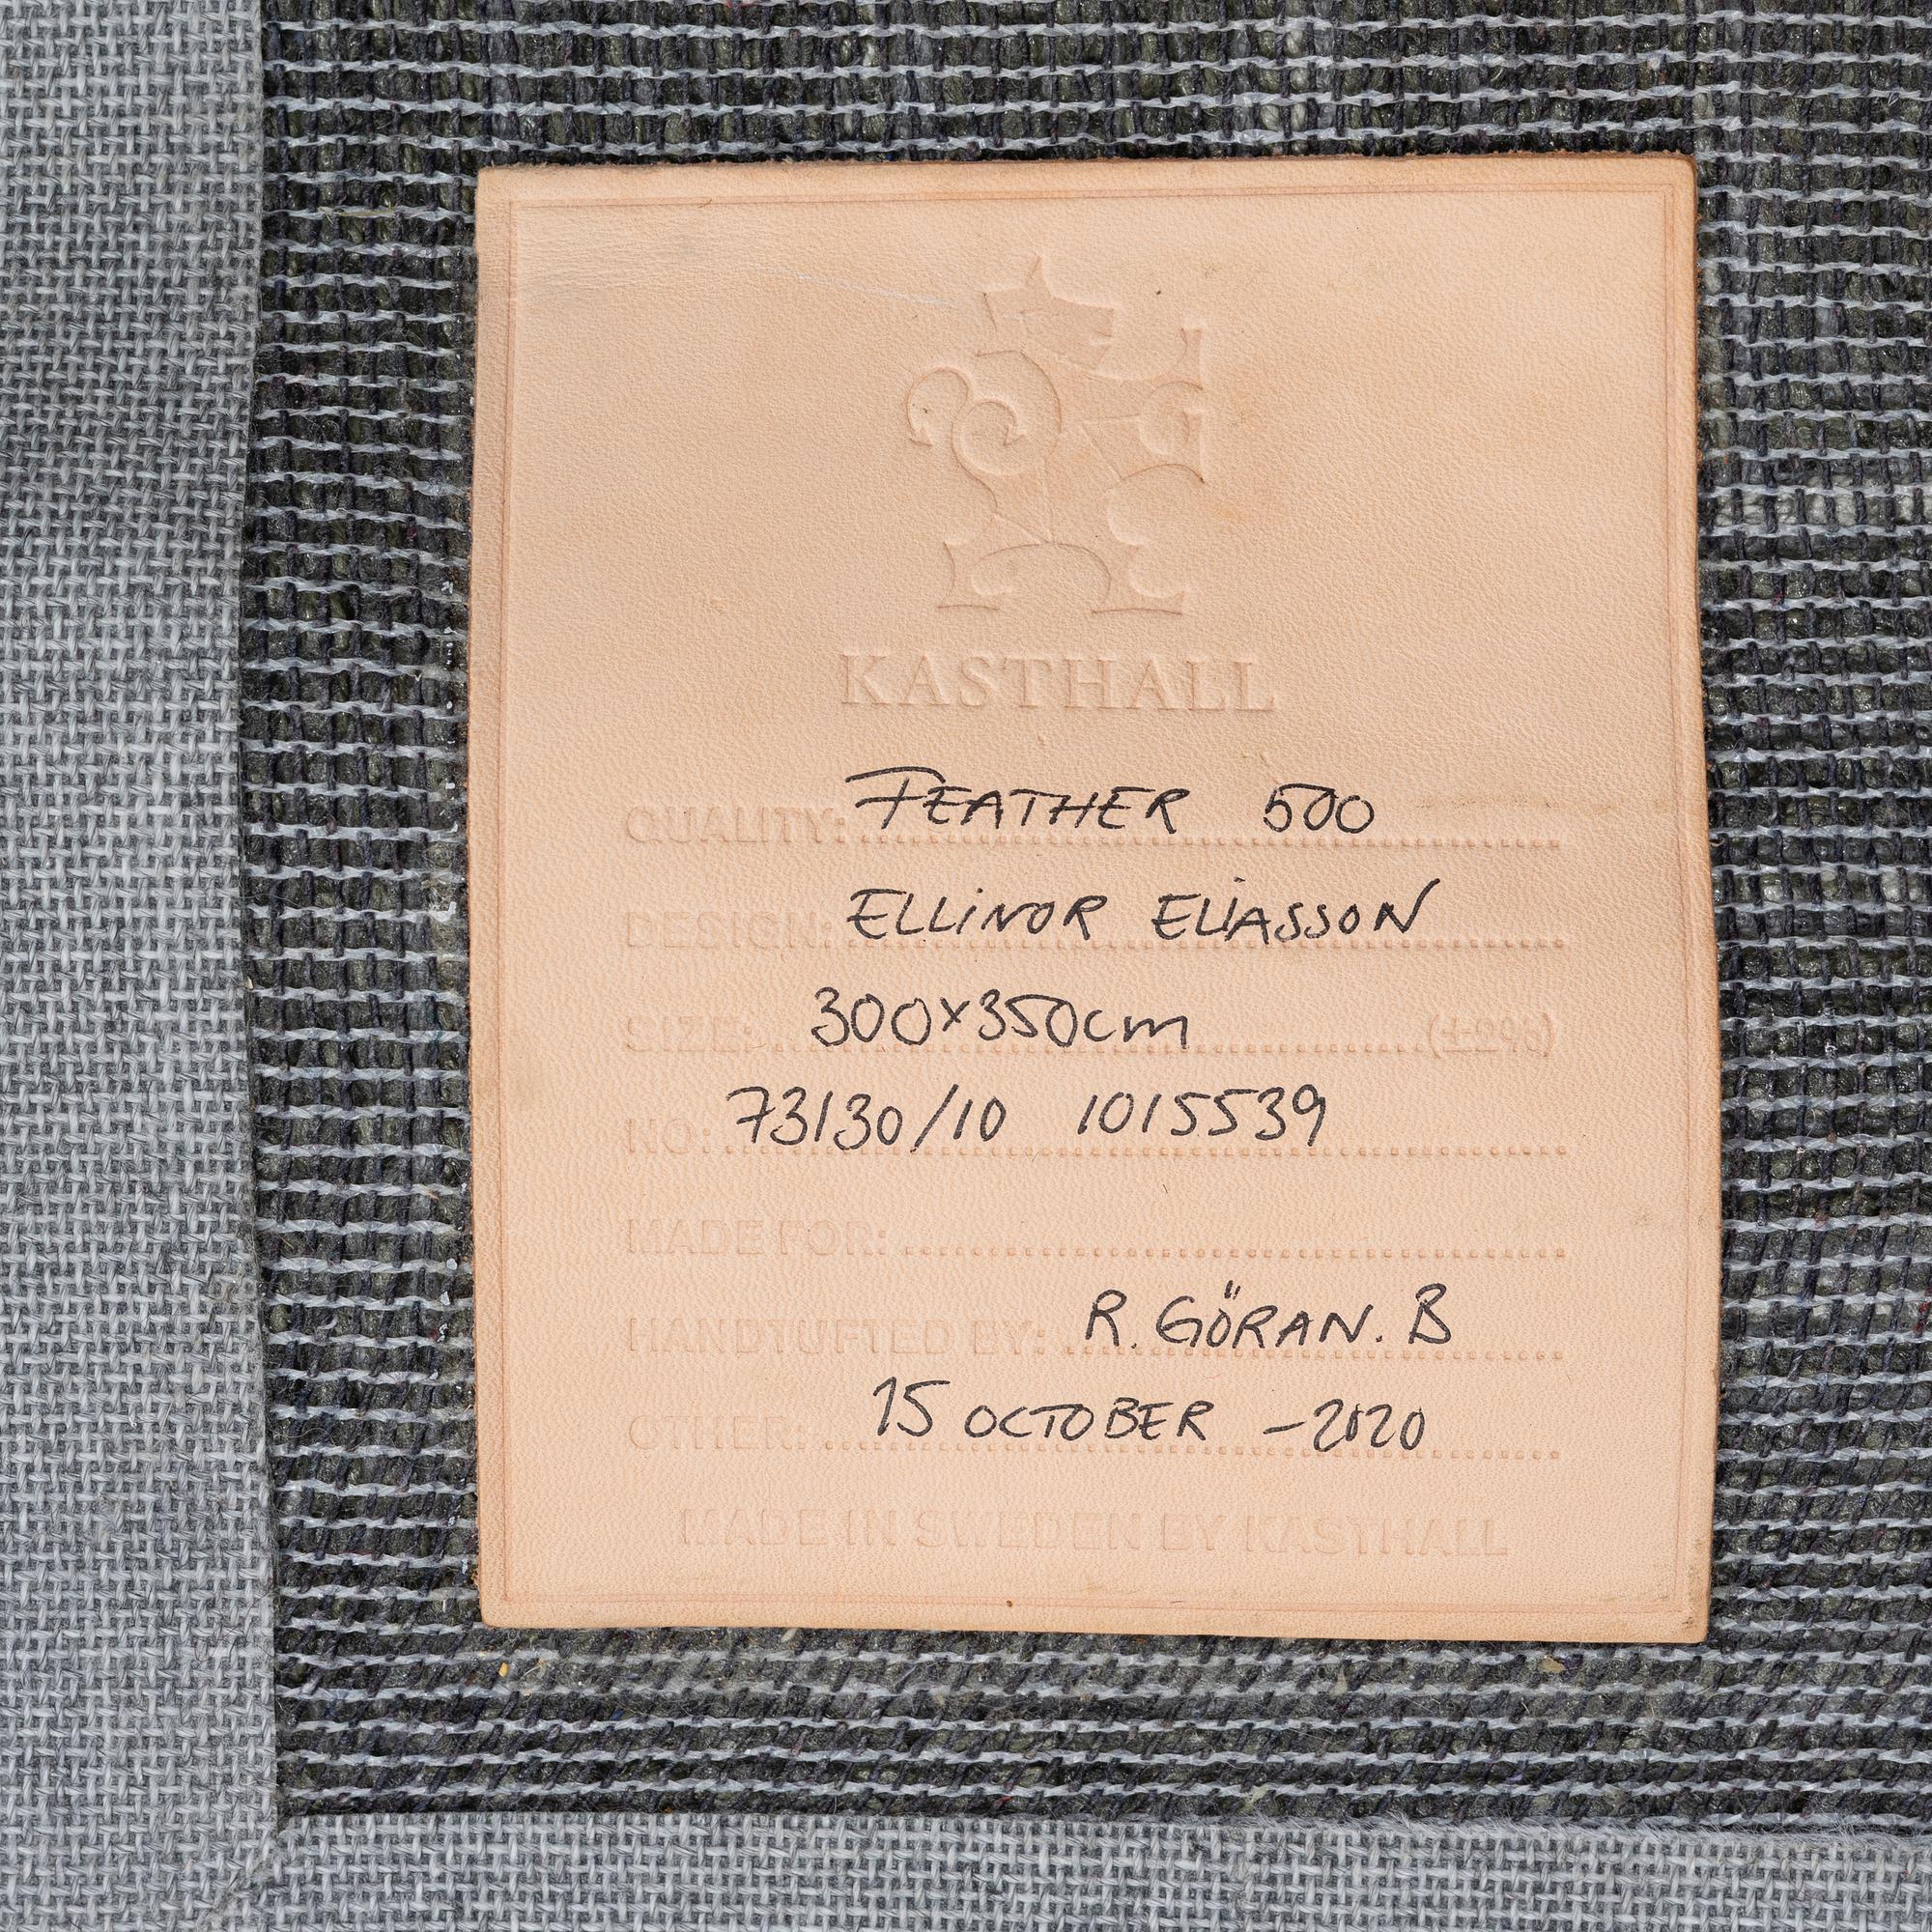 KASTHALL
QUALITY: FEATHER 500
DESIGN: ELLINOR ELIASSON
SIZE: 300x350cm (±2%)
NO: 73130/10 1015539
MADE FOR:
HANDTUFTED BY: R. GÖRAN. B
OTHER: 15 OCTOBER -2020
MADE IN SWEDEN BY KASTHALL